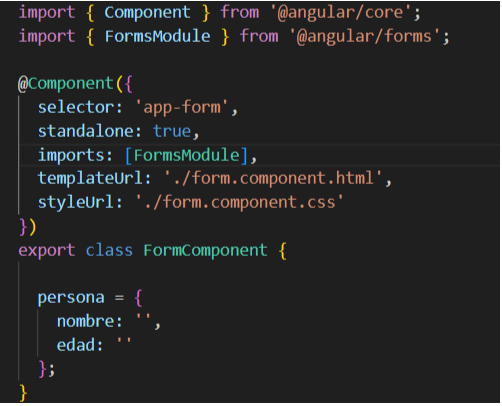 import { Component } from '@angular/core';
import { FormsModule } from '@angular/forms';
@Component({
selector: 'app-form',
standalone: true,
imports: [FormsModule],
templateUrl: './form.component.html',
styleUrl: './form.component.css'
})
export class FormComponent {
persona = {
nombre: '',
edad: ''
};
}